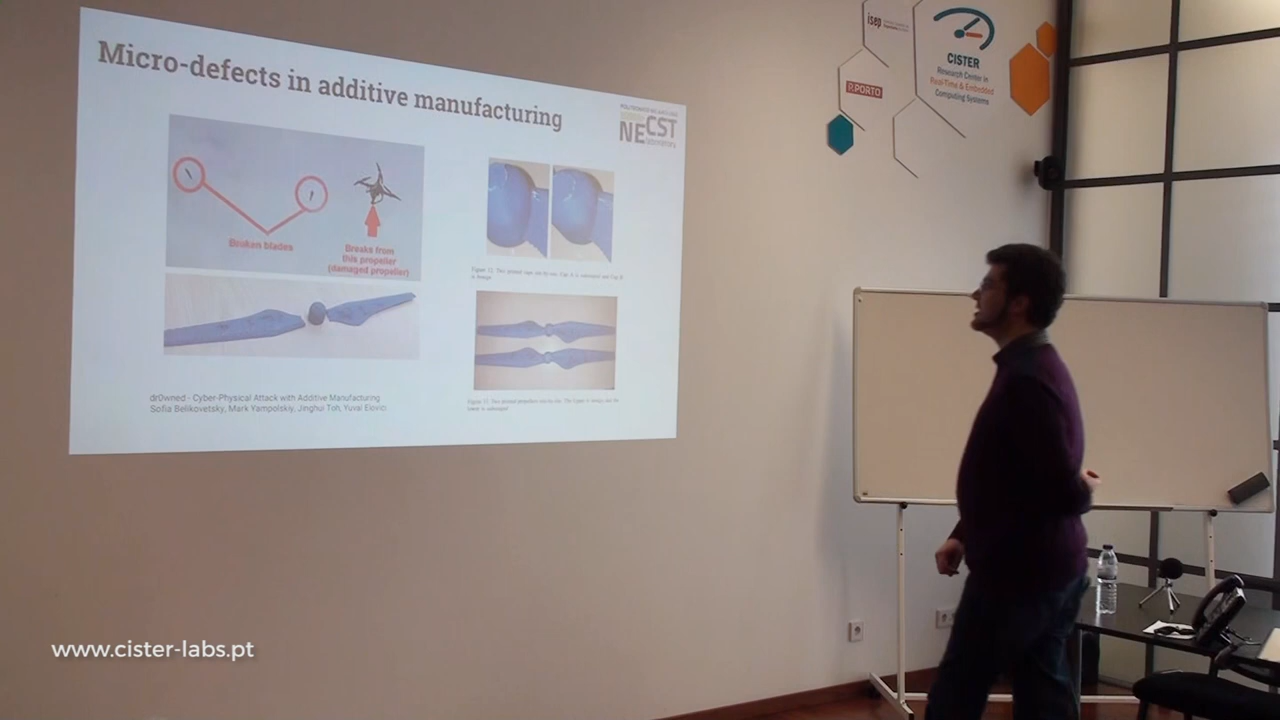 Micro-defects in additive manufacturing
NECST
laboratory
Broken blades
Breaks from
this propeller
(damaged propeller)
dr0wned - Cyber-Physical Attack with Additive Manufacturing
Sofia Belikovetsky, Mark Yampolskiy, Jinghui Toh, Yuval Elovici
isep
P.PORTO
CISTER
Research Center in
Real-Time & Embedded
Computing Systems
www.cister-labs.pt